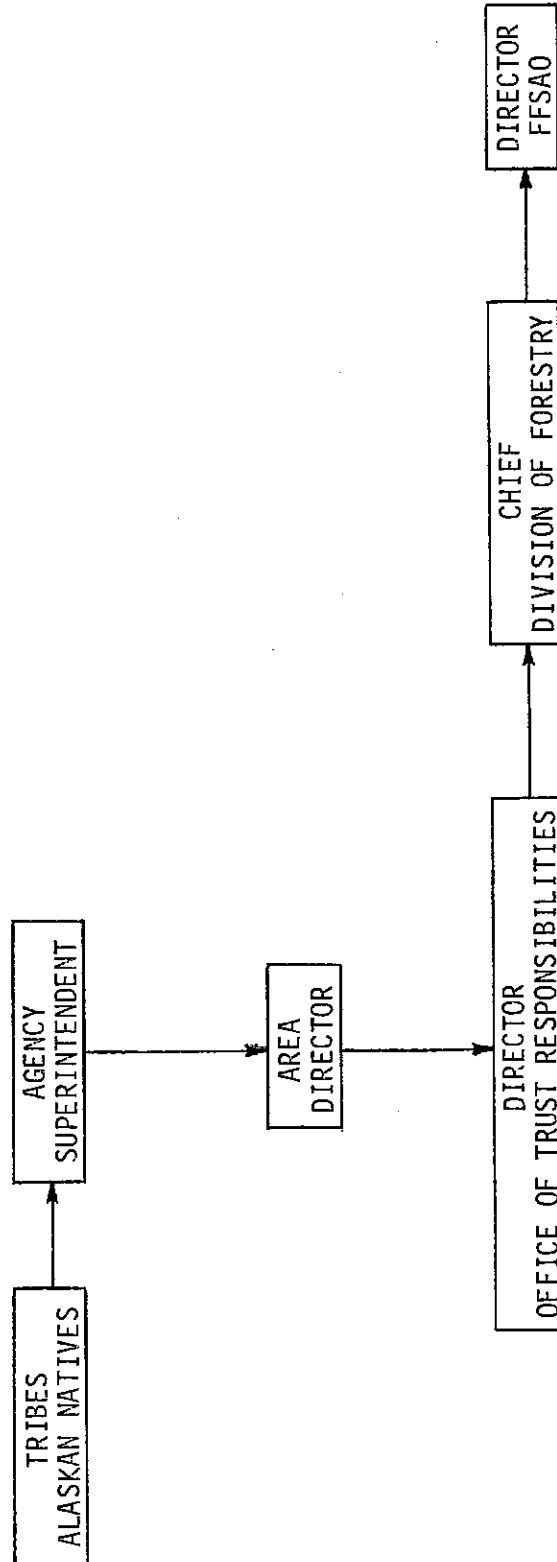 TRIBES
ALASKAN NATIVES
AGENCY
SUPERINTENDENT
AREA
DIRECTOR
DIRECTOR
OFFICE OF TRUST RESPONSIBILITIES
CHIEF
DIVISION OF FORESTRY
DIRECTOR
FFSAO